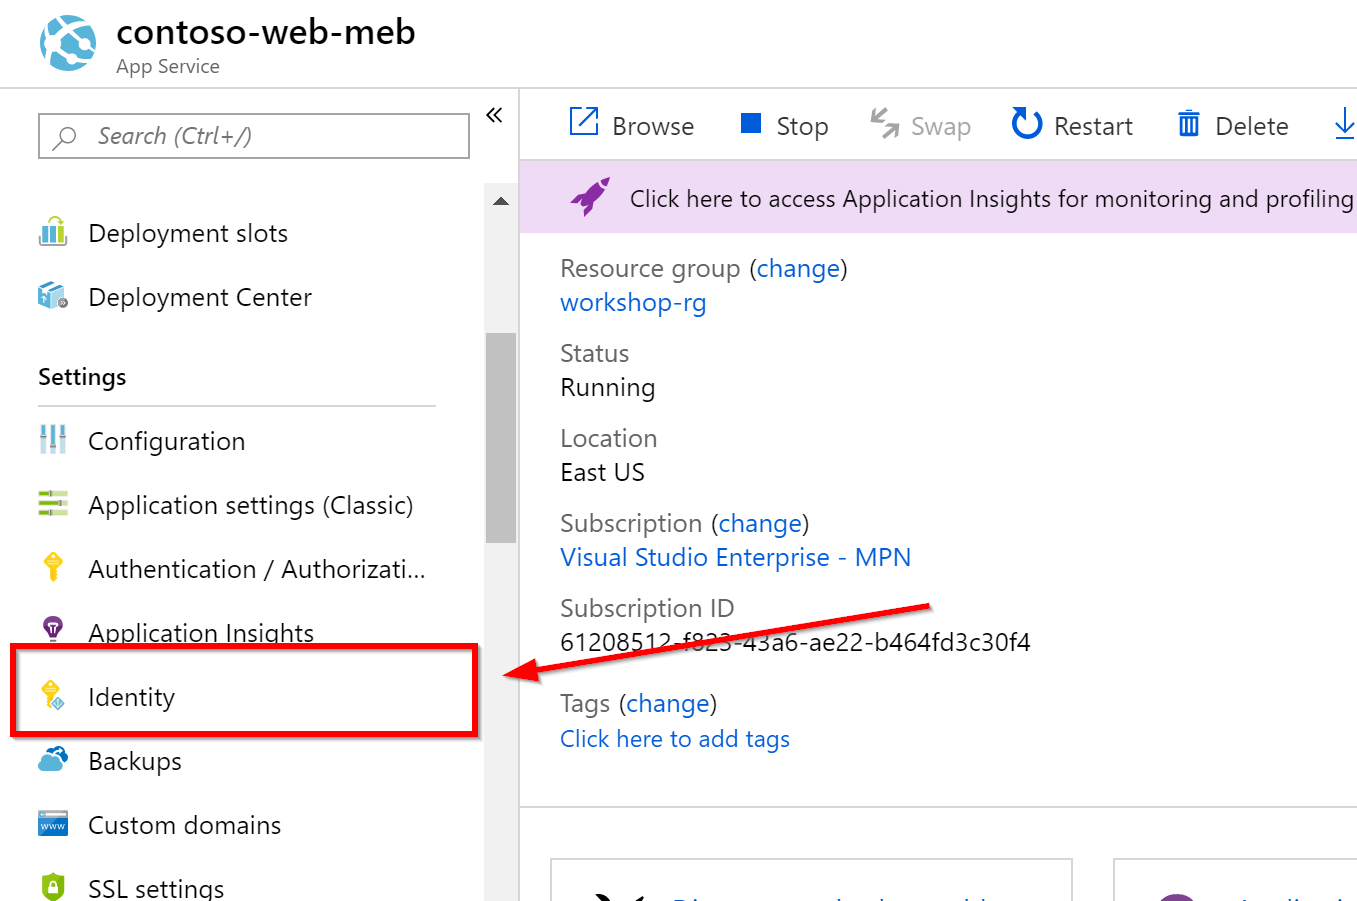 contoso-web-meb
App Service
Search (Ctrl+/)
Deployment slots
Deployment Center
Settings
Configuration
Application settings (Classic)
Authentication / Authorizati...
Application Insights
Identity
Backups
www
Custom domains
SSL settings
Browse
Stop
Swap
Restart
Delete
Click here to access Application Insights for monitoring and profiling
Resource group (change)
workshop-rg
Status
Running
Location
East US
Subscription (change)
Visual Studio Enterprise - MPN
Subscription ID
61208512-f823-43a6-ae22-b464fd3c30f4
Tags (change)
Click here to add tags